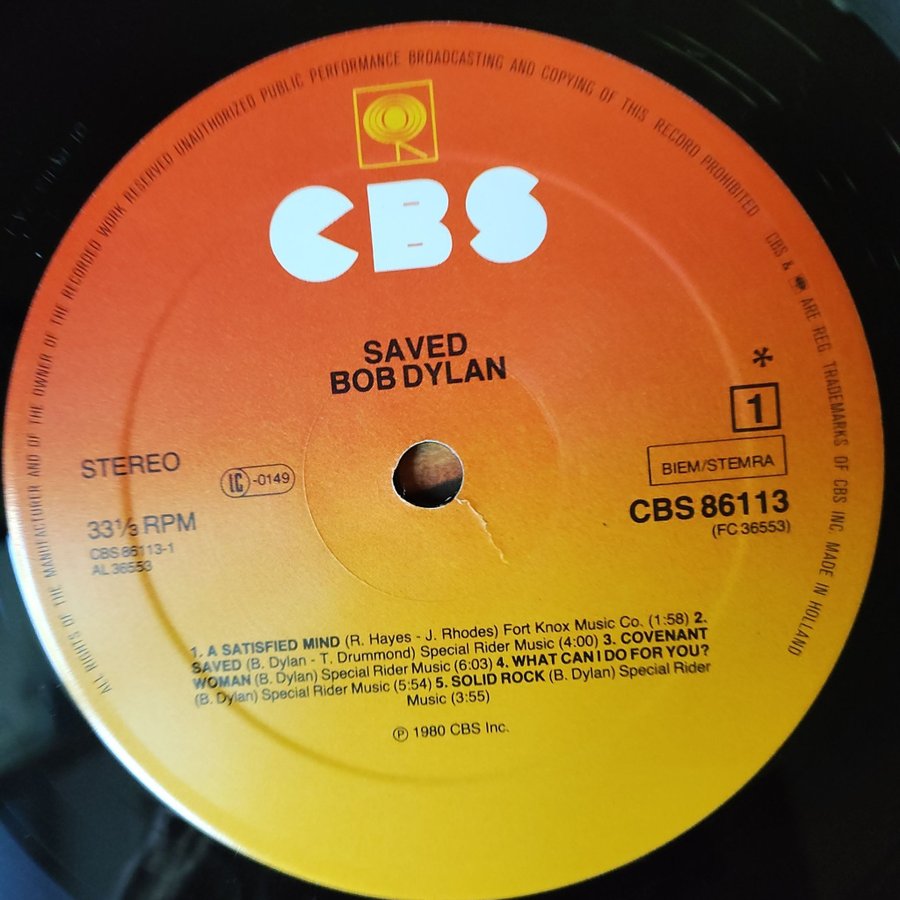 ALL RIGHTS OF THE MANUFACTURER AND OF THE OWNER OF THE RECORDED WORK RESERVED UNAUTHORIZED PUBLIC PERFORMANCE BROADCASTING AND COPYING OF THIS RECORD PROHIBITED
CBS & ARE REG TRADEMARKS OF CBS INC MADE IN HOLLAND
CBS
SAVED
BOB DYLAN
*
1
STEREO
LC -0149
BIEM/STEMRA
33 1/3 RPM
CBS 86113
CBS 86113-1
(FC 36553)
AL 36553
1. A SATISFIED MIND (R. Hayes - J. Rhodes) Fort Knox Music Co. (1:58) 2.
SAVED (B. Dylan - T. Drummond) Special Rider Music (4:00) 3. COVENANT
WOMAN (B. Dylan) Special Rider Music (6:03) 4. WHAT CAN I DO FOR YOU?
(B. Dylan) Special Rider Music (5:54) 5. SOLID ROCK (B. Dylan) Special Rider
Music (3:55)
℗ 1980 CBS Inc.